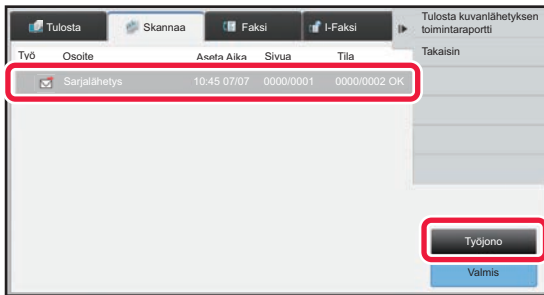 Tulosta
Skannaa
Faksi
I-Faksi
Tulosta kuvanlähetyksen
toimintaraportti
Takaisin
Työ Osoite Aseta Aika Sivua Tila
Sarjalähetys 10:45 07/07 0000/0001 0000/0002 OK
Työjono
Valmis